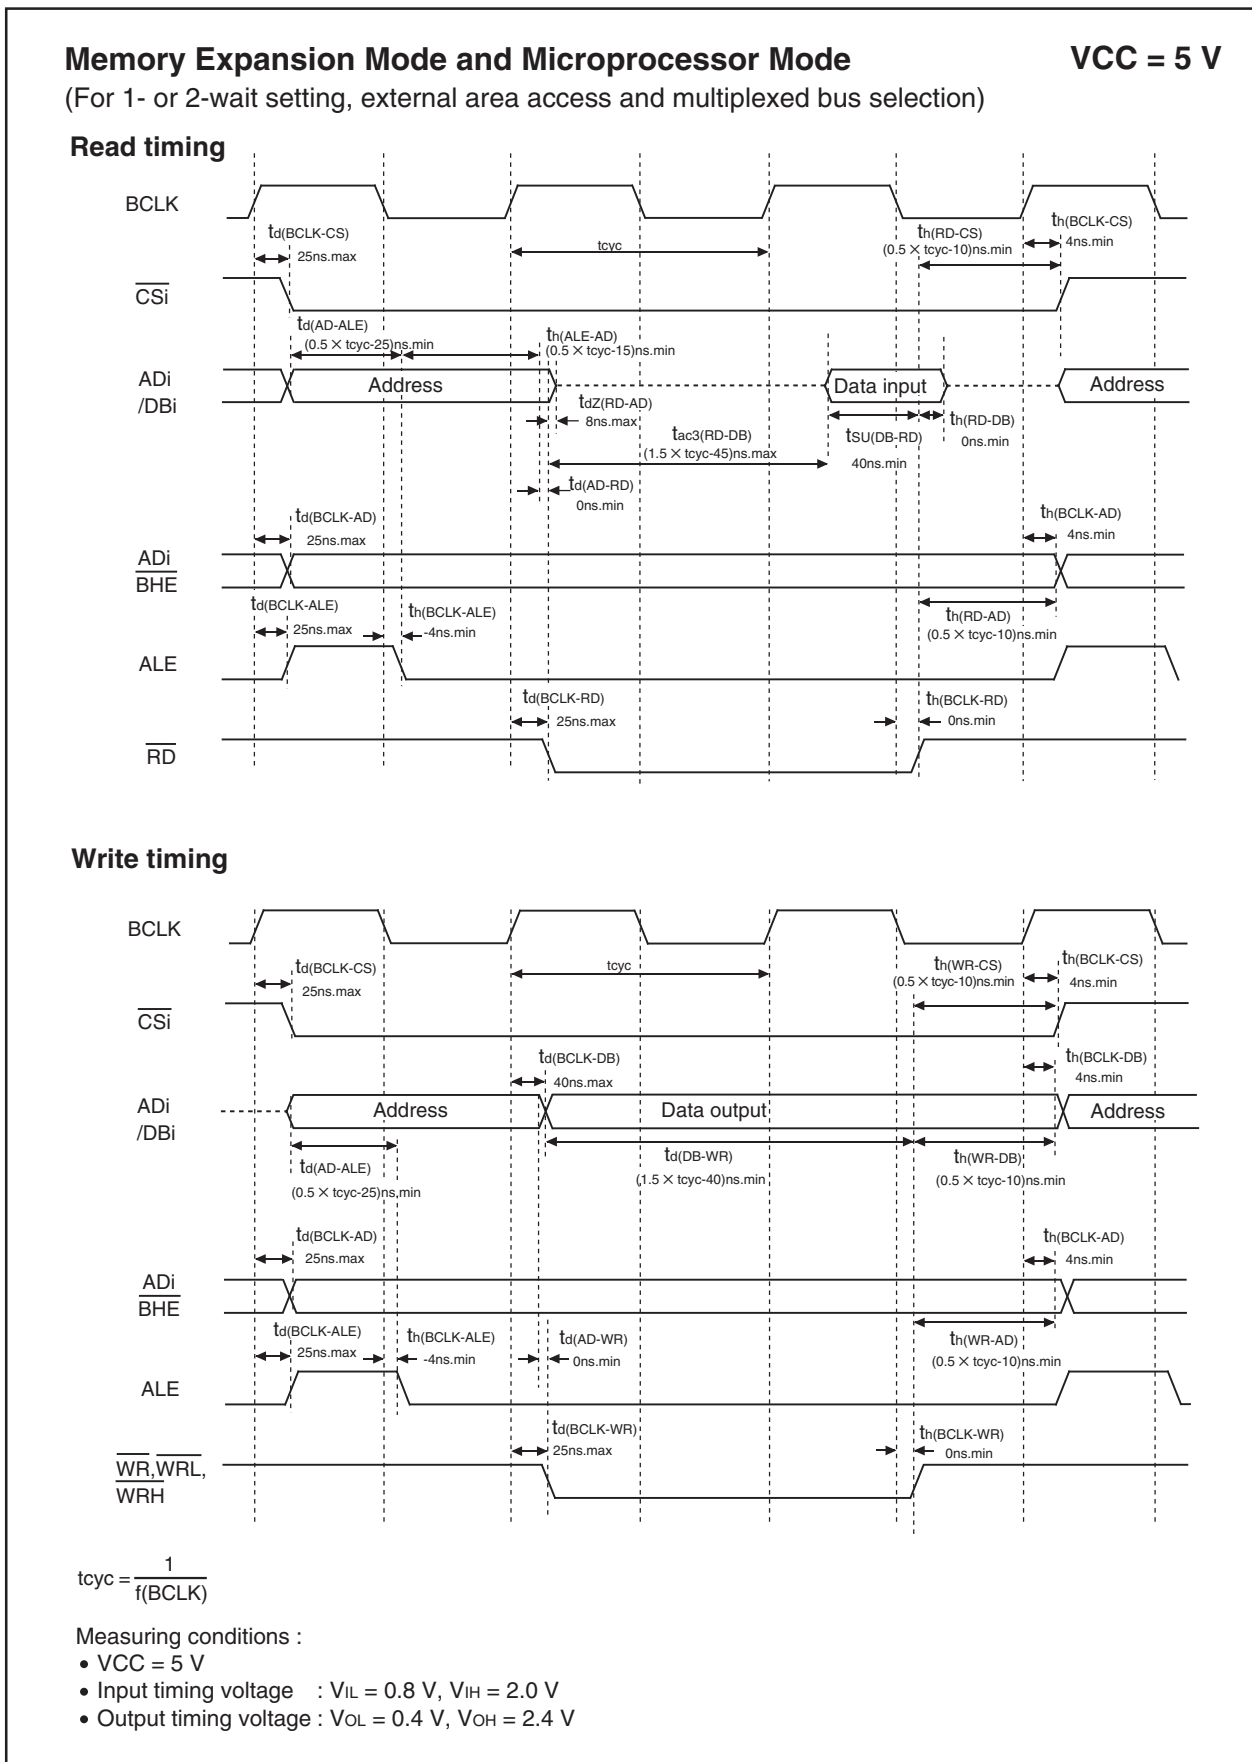 Memory Expansion Mode and Microprocessor Mode VCC = 5 V
(For 1- or 2-wait setting, external area access and multiplexed bus selection)
Read timing
BCLK
td(BCLK-CS)
25ns.max
tcyc
th(RD-CS)
(0.5 × tcyc-10)ns.min
th(BCLK-CS)
4ns.min
CSi
td(AD-ALE)
(0.5 × tcyc-25)ns.min
th(ALE-AD)
(0.5 × tcyc-15)ns.min
ADi
/DBi
Address
Data input
Address
tdZ(RD-AD)
8ns.max
tac3(RD-DB)
(1.5 × tcyc-45)ns.max
tSU(DB-RD)
40ns.min
th(RD-DB)
0ns.min
td(AD-RD)
0ns.min
td(BCLK-AD)
25ns.max
th(BCLK-AD)
4ns.min
ADi
BHE
td(BCLK-ALE)
25ns.max
th(BCLK-ALE)
-4ns.min
th(RD-AD)
(0.5 × tcyc-10)ns.min
ALE
td(BCLK-RD)
25ns.max
th(BCLK-RD)
0ns.min
RD
Write timing
BCLK
td(BCLK-CS)
25ns.max
tcyc
th(WR-CS)
(0.5 × tcyc-10)ns.min
th(BCLK-CS)
4ns.min
CSi
td(BCLK-DB)
40ns.max
th(BCLK-DB)
4ns.min
ADi
/DBi
Address
Data output
Address
td(AD-ALE)
(0.5 × tcyc-25)ns.min
td(DB-WR)
(1.5 × tcyc-40)ns.min
th(WR-DB)
(0.5 × tcyc-10)ns.min
td(BCLK-AD)
25ns.max
th(BCLK-AD)
4ns.min
ADi
BHE
td(BCLK-ALE)
25ns.max
th(BCLK-ALE)
-4ns.min
td(AD-WR)
0ns.min
th(WR-AD)
(0.5 × tcyc-10)ns.min
ALE
td(BCLK-WR)
25ns.max
th(BCLK-WR)
0ns.min
WR,WRL,
WRH
tcyc = 1
f(BCLK)
Measuring conditions :
• VCC = 5 V
• Input timing voltage : VIL = 0.8 V, VIH = 2.0 V
• Output timing voltage : VOL = 0.4 V, VOH = 2.4 V